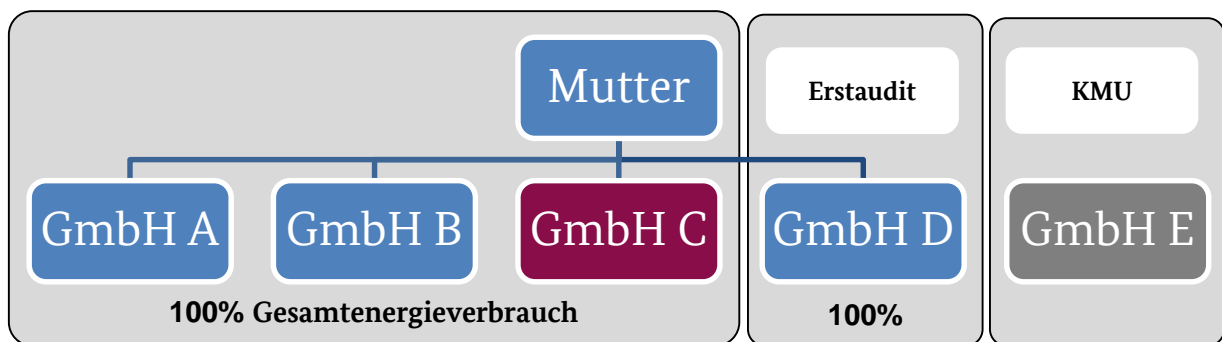 Mutter
Erstaudit
KMU
GmbH A
GmbH B
GmbH C
GmbH D
GmbH E
100% Gesamtenergieverbrauch
100%